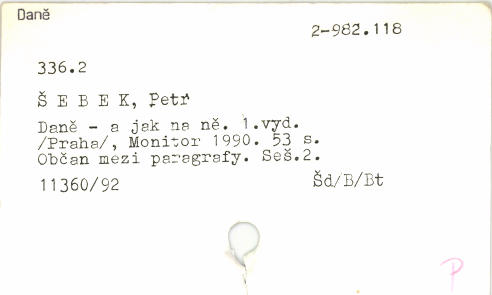 Daně
2-982.118
336.2
Š E B E K, Petr
Daně - a jak na ně. 1.vyd.
/Praha/, Monitor 1990. 53 s.
Občan mezi paragrafy. Seš.2.
11360/92 Šd/B/Bt
P